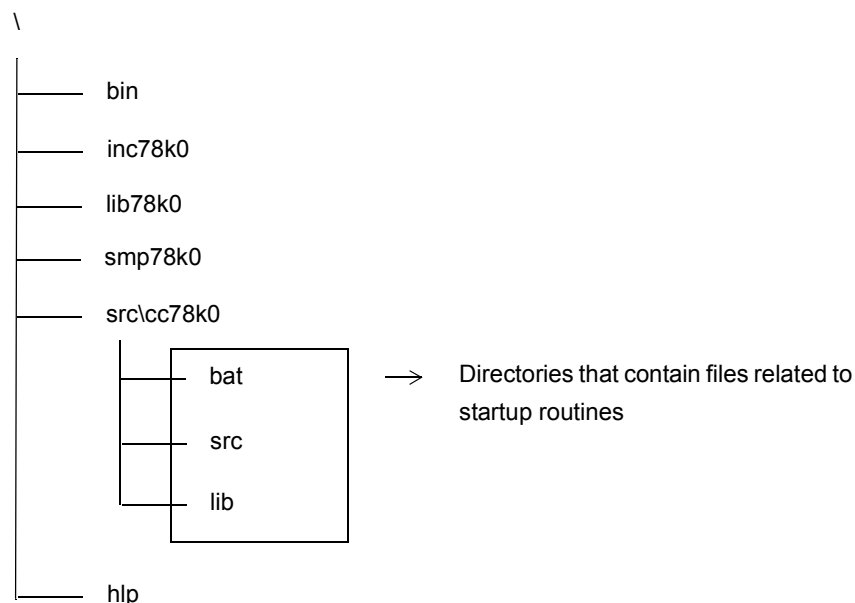 \
bin
inc78k0
lib78k0
smp78k0
src\cc78k0
bat
Directories that contain files related to
startup routines
src
lib
hlp